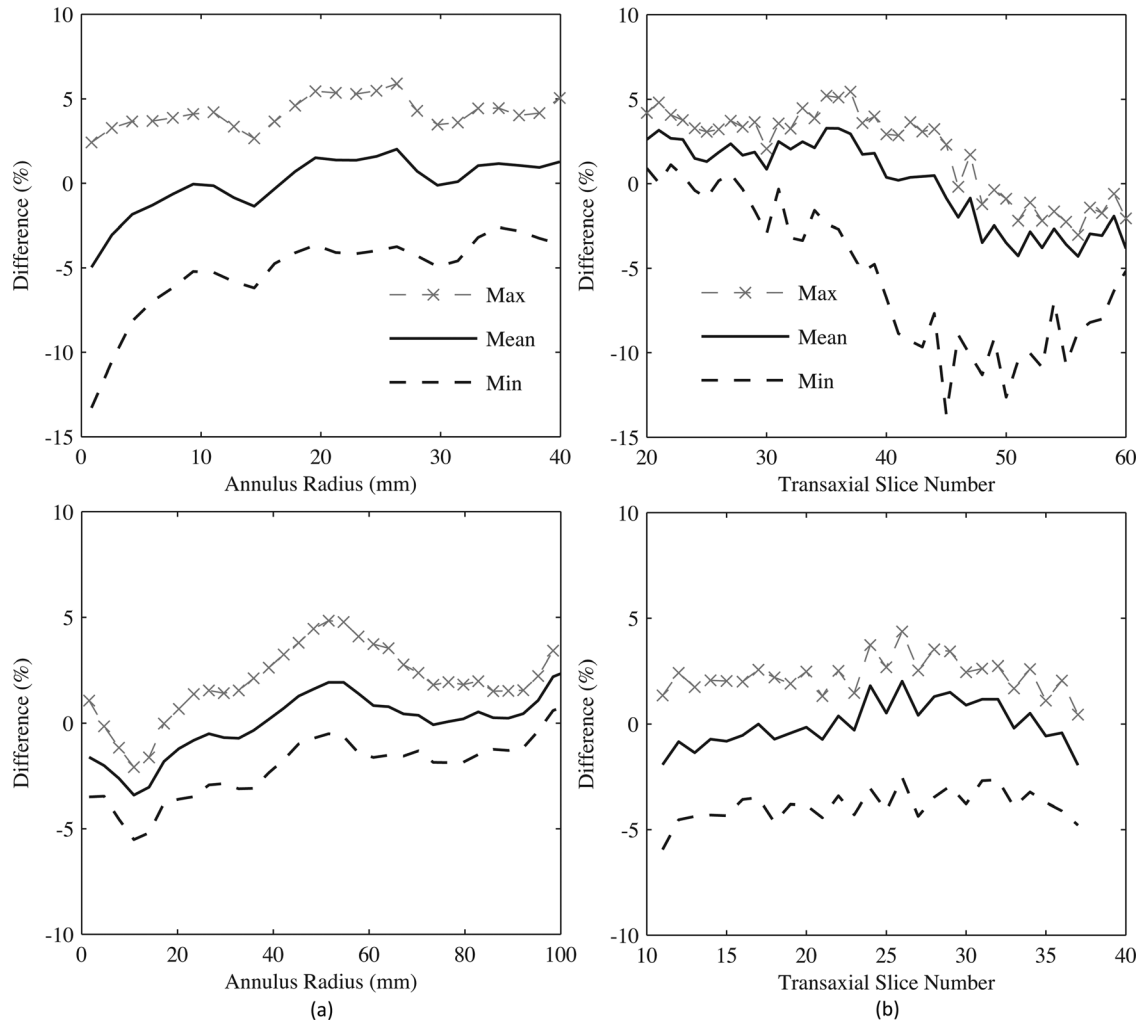 10
5
0
-5
-10
-15
Difference (%)
Max
Mean
Min
0 10 20 30 40
Annulus Radius (mm)
10
5
0
-5
-10
-15
Difference (%)
Max
Mean
Min
20 30 40 50 60
Transaxial Slice Number
10
5
0
-5
-10
Difference (%)
0 20 40 60 80 100
Annulus Radius (mm)
(a)
10
5
0
-5
-10
Difference (%)
10 15 20 25 30 35 40
Transaxial Slice Number
(b)